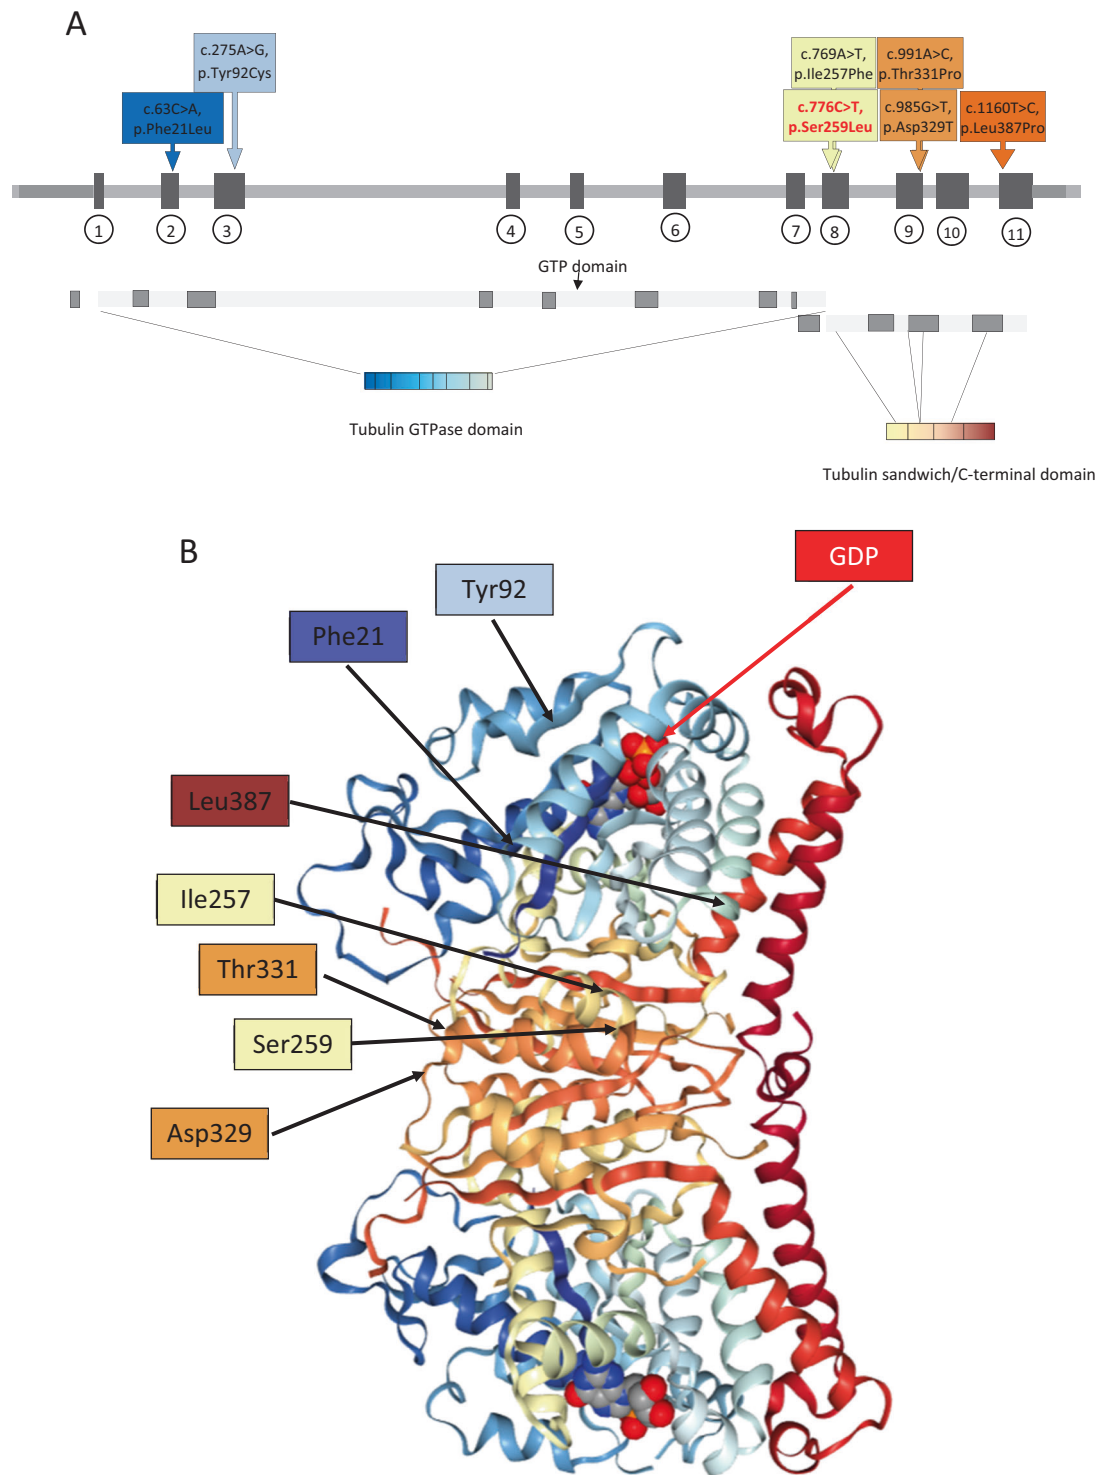 A
c.275A>G,
p.Tyr92Cys
c.63C>A,
p.Phe21Leu
c.769A>T,
p.Ile257Phe
c.991A>C,
p.Thr331Pro
c.776C>T,
p.Ser259Leu
c.985G>T,
p.Asp329T
c.1160T>C,
p.Leu387Pro
1
2
3
4
5
6
7
8
9
10
11
GTP domain
Tubulin GTPase domain
Tubulin sandwich/C-terminal domain
B
GDP
Tyr92
Phe21
Leu387
Ile257
Thr331
Ser259
Asp329